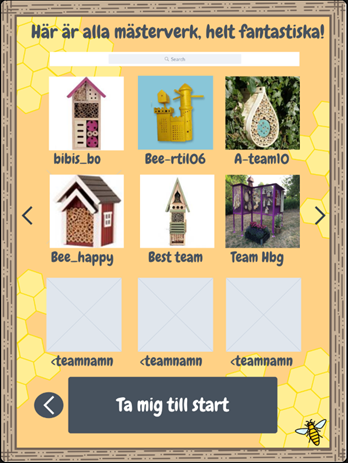 Här är alla mästerverk, helt fantastiska!
Search
bibis_bo
Bee-rtil06
A-team10
Bee_happy
Best team
Team Hbg
<teamnamn
<teamnamn
<teamnamn
Ta mig till start